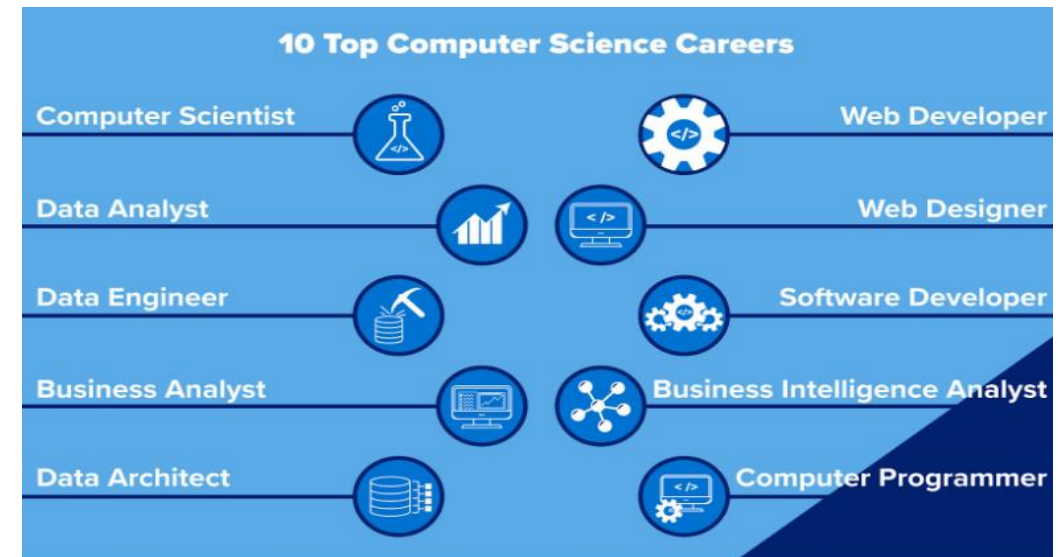 10 Top Computer Science Careers
Computer Scientist
Web Developer
</>
</>
Data Analyst
Web Designer
< />
Data Engineer
Software Developer
</>
Business Analyst
Business Intelligence Analyst
Data Architect
Computer Programmer
< />